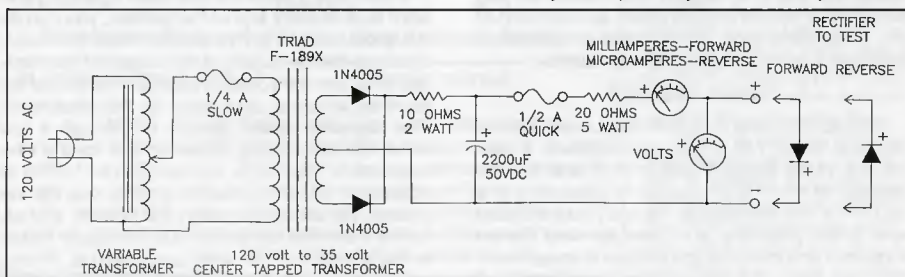 TRIAD
F-189X
1/4 A
SLOW
120 VOLTS AC
1N4005
1N4005
10 OHMS
2 WATT
2200uF
50VDC
1/2 A
QUICK
20 OHMS
5 WATT
MILLIAMPERES-FORWARD
MICROAMPERES-REVERSE
VOLTS
RECTIFIER
TO TEST
FORWARD REVERSE
VARIABLE
TRANSFORMER
120 volt to 35 volt
CENTER TAPPED TRANSFORMER